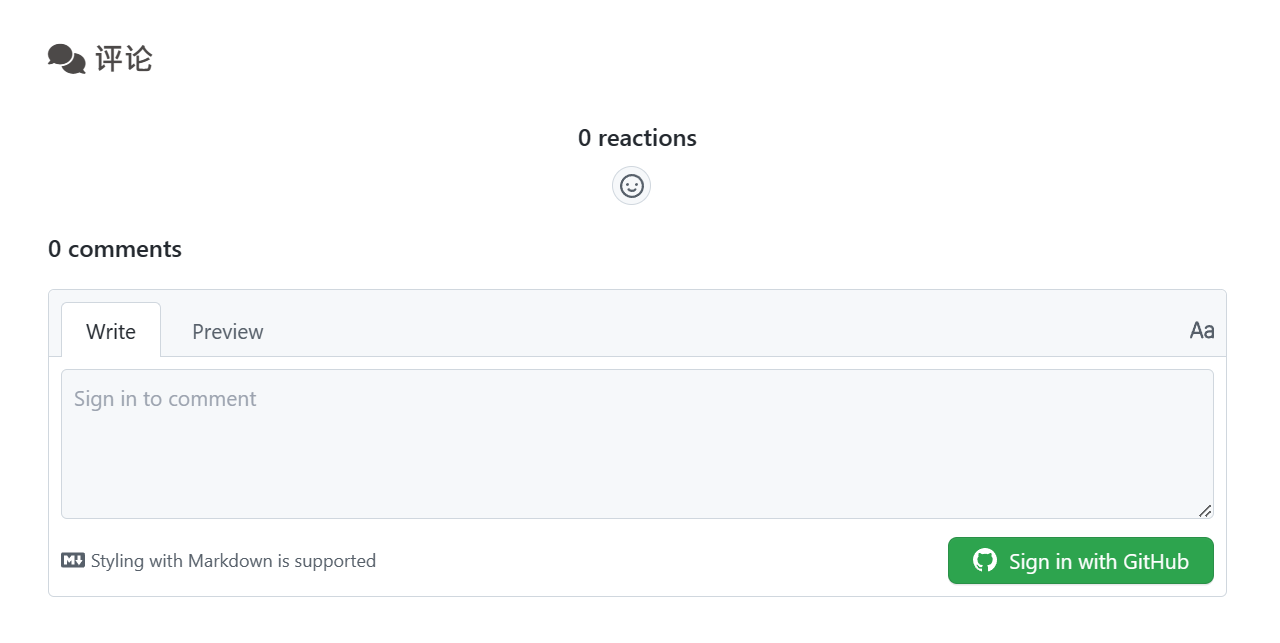 评论
0 reactions
0 comments
Write Preview Aa
Sign in to comment
M Styling with Markdown is supported
Sign in with GitHub